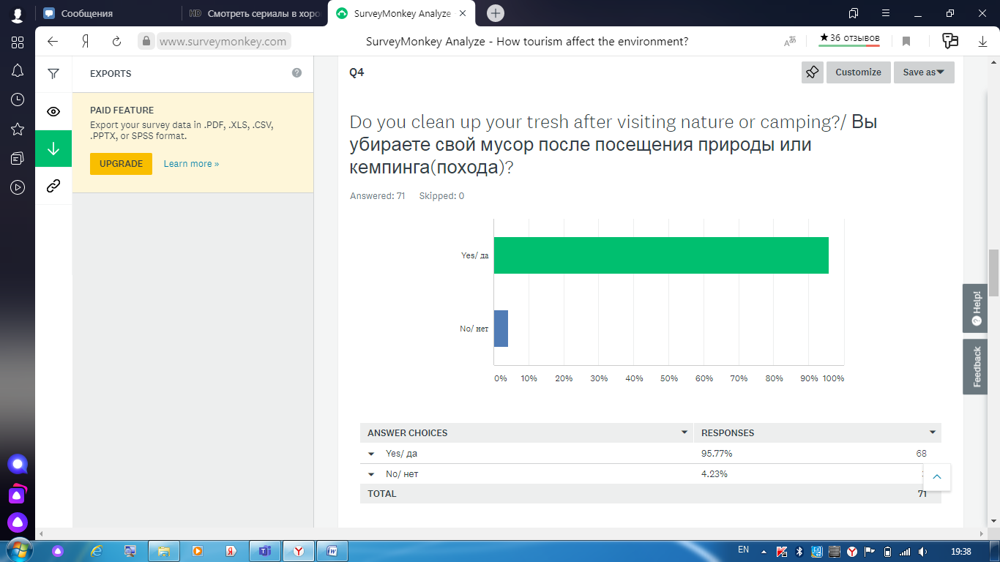 Сообщения
HD Смотреть сериалы в хоро
SurveyMonkey Analyze
www.surveymonkey.com
SurveyMonkey Analyze - How tourism affect the environment?
★36 отзывов
EXPORTS
PAID FEATURE
Export your survey data in .PDF, .XLS, .CSV,
.PPTX, or SPSS format.
UPGRADE Learn more »
Q4
Customize Save as
Do you clean up your tresh after visiting nature or camping?/ Вы
убираете свой мусор после посещения природы или
кемпинга(похода)?
Answered: 71 Skipped: 0
Yes/ да
No/ нет
0% 10% 20% 30% 40% 50% 60% 70% 80% 90% 100%
ANSWER CHOICES RESPONSES
Yes/ да 95.77% 68
No/ нет 4.23%
TOTAL 71
Help!
Feedback
EN 19:38